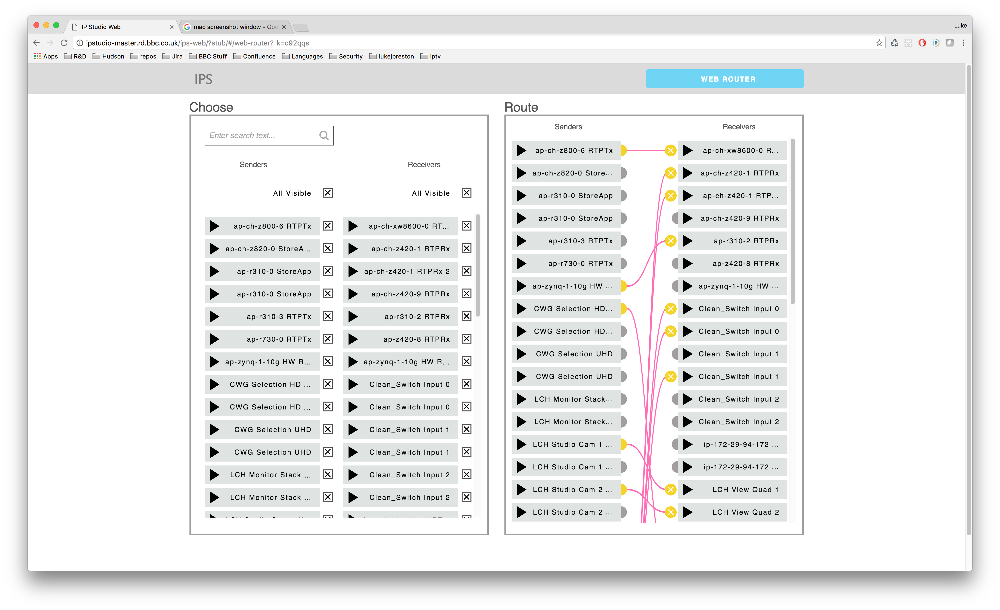 IP Studio Web
mac screenshot window - Goo
Luke
ipstudio-master.rd.bbc.co.uk/ips-web/?stub/#/web-router?_k=c92qqs
Apps R&D Hudson repos Jira BBC Stuff Confluence Languages Security lukejpreston iptv
IPS
WEB ROUTER
Choose
Enter search text...
Senders Receivers
All Visible All Visible
ap-ch-z800-6 RTPTx ap-ch-xw8600-0 RT...
ap-ch-z820-0 StoreA... ap-ch-z420-1 RTPRx
ap-r310-0 StoreApp ap-ch-z420-1 RTPRx 2
ap-r310-0 StoreApp ap-ch-z420-9 RTPRx
ap-r310-3 RTPTx ap-r310-2 RTPRx
ap-r730-0 RTPTx ap-z420-8 RTPRx
ap-zynq-1-10g HW R... ap-zynq-1-10g HW R...
CWG Selection HD ... Clean_Switch Input 0
CWG Selection HD ... Clean_Switch Input 0
CWG Selection UHD Clean_Switch Input 1
CWG Selection UHD Clean_Switch Input 1
LCH Monitor Stack ... Clean_Switch Input 2
LCH Monitor Stack ... Clean_Switch Input 2
Route
Senders Receivers
ap-ch-z800-6 RTPTx ap-ch-xw8600-0 R...
ap-ch-z820-0 Store... ap-ch-z420-1 RTPRx
ap-r310-0 StoreApp ap-ch-z420-1 RTP...
ap-r310-0 StoreApp ap-ch-z420-9 RTPRx
ap-r310-3 RTPTx ap-r310-2 RTPRx
ap-r730-0 RTPTx ap-z420-8 RTPRx
ap-zynq-1-10g HW ... ap-zynq-1-10g HW ...
CWG Selection HD... Clean_Switch Input 0
CWG Selection HD... Clean_Switch Input 0
CWG Selection UHD Clean_Switch Input 1
CWG Selection UHD Clean_Switch Input 1
LCH Monitor Stack... Clean_Switch Input 2
LCH Monitor Stack... Clean_Switch Input 2
LCH Studio Cam 1 ... ip-172-29-94-172 ...
LCH Studio Cam 1 ... ip-172-29-94-172 ...
LCH Studio Cam 2 ... LCH View Quad 1
LCH Studio Cam 2 ... LCH View Quad 2